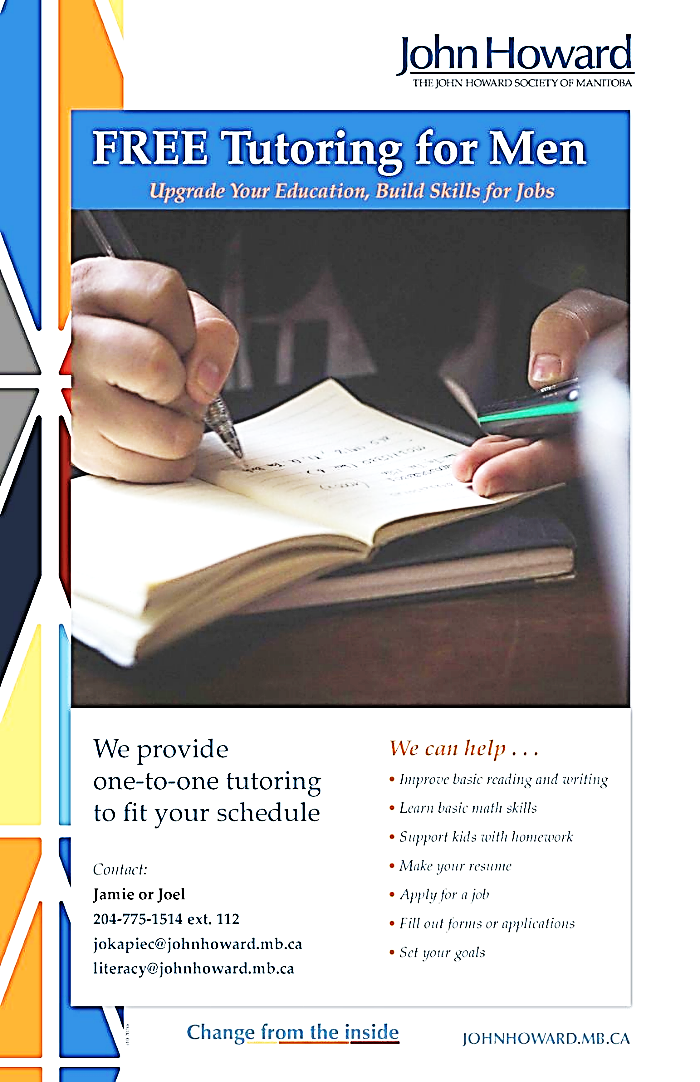 John Howard
THE JOHN HOWARD SOCIETY OF MANITOBA
FREE Tutoring for Men
Upgrade Your Education, Build Skills for Jobs
We provide
one-to-one tutoring
to fit your schedule
Contact:
Jamie or Joel
204-775-1514 ext. 112
jokapiec@johnhoward.mb.ca
literacy@johnhoward.mb.ca
We can help . . .
• Improve basic reading and writing
• Learn basic math skills
• Support kids with homework
• Make your resume
• Apply for a job
• Fill out forms or applications
• Set your goals
Change from the inside
JOHNHOWARD.MB.CA